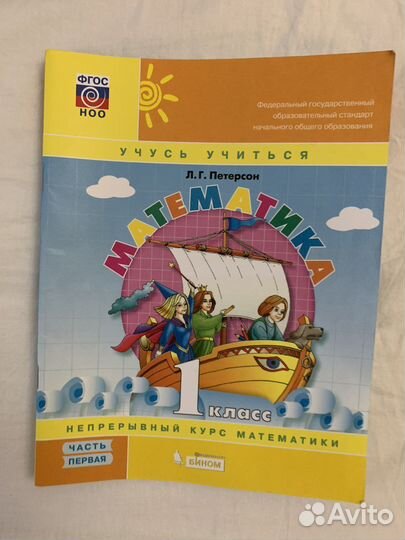 ФГОС
НОО
Федеральный государственный
образовательный стандарт
начального общего образования
УЧУСЬ УЧИТЬСЯ
Л. Г. Петерсон
МАТЕМАТИКА
1 класс
НЕПРЕРЫВНЫЙ КУРС МАТЕМАТИКИ
ЧАСТЬ
ПЕРВАЯ
БИНОМ
Avito